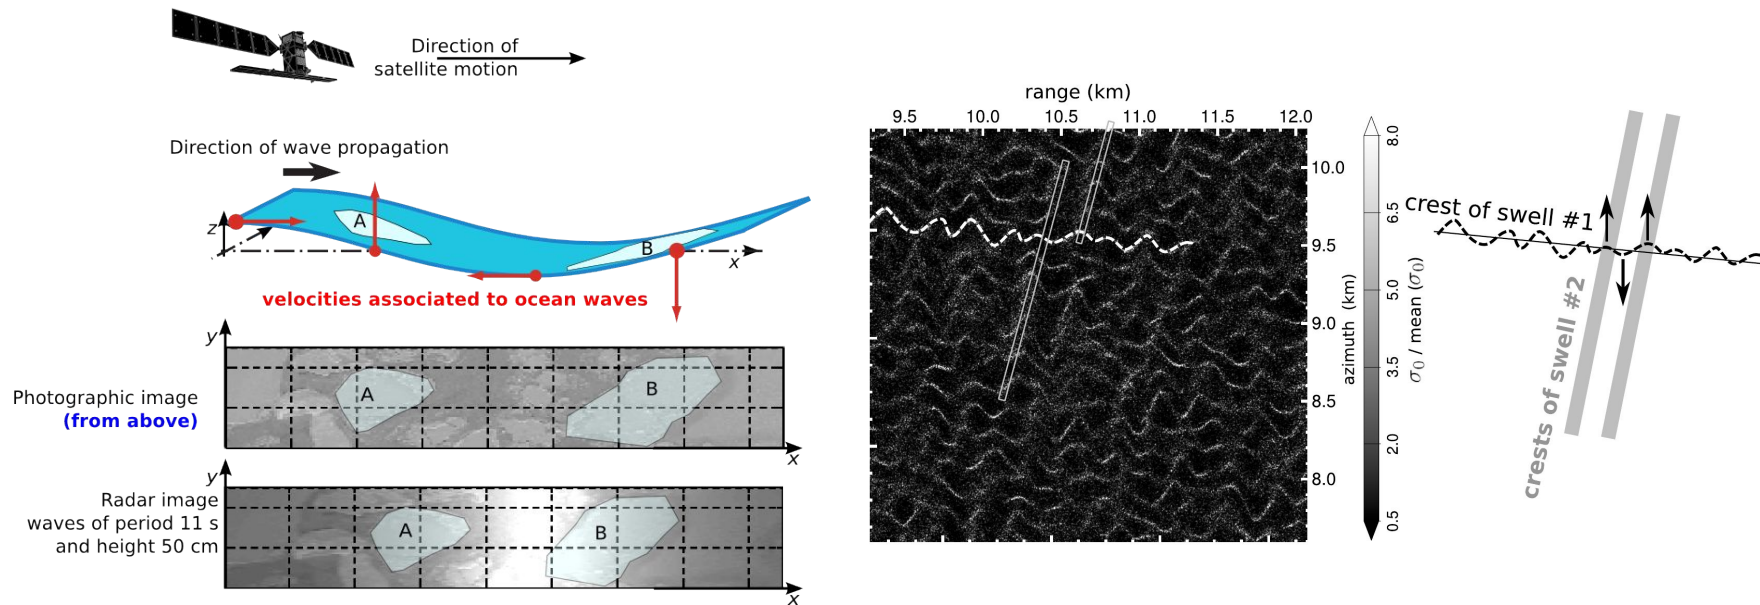 Direction of
satellite motion
Direction of wave propagation
A
B
z
x
velocities associated to ocean waves
y
A
B
Photographic image
(from above)
x
y
Radar image
waves of period 11 s
and height 50 cm
A
B
x
range (km)
9.5 10.0 10.5 11.0 11.5 12.0
10.0
9.5
9.0
8.5
8.0
azimuth (km)
8.0
6.5
5.0
3.5
2.0
0.5
σ0 / mean (σ0)
crest of swell #1
crests of swell #2